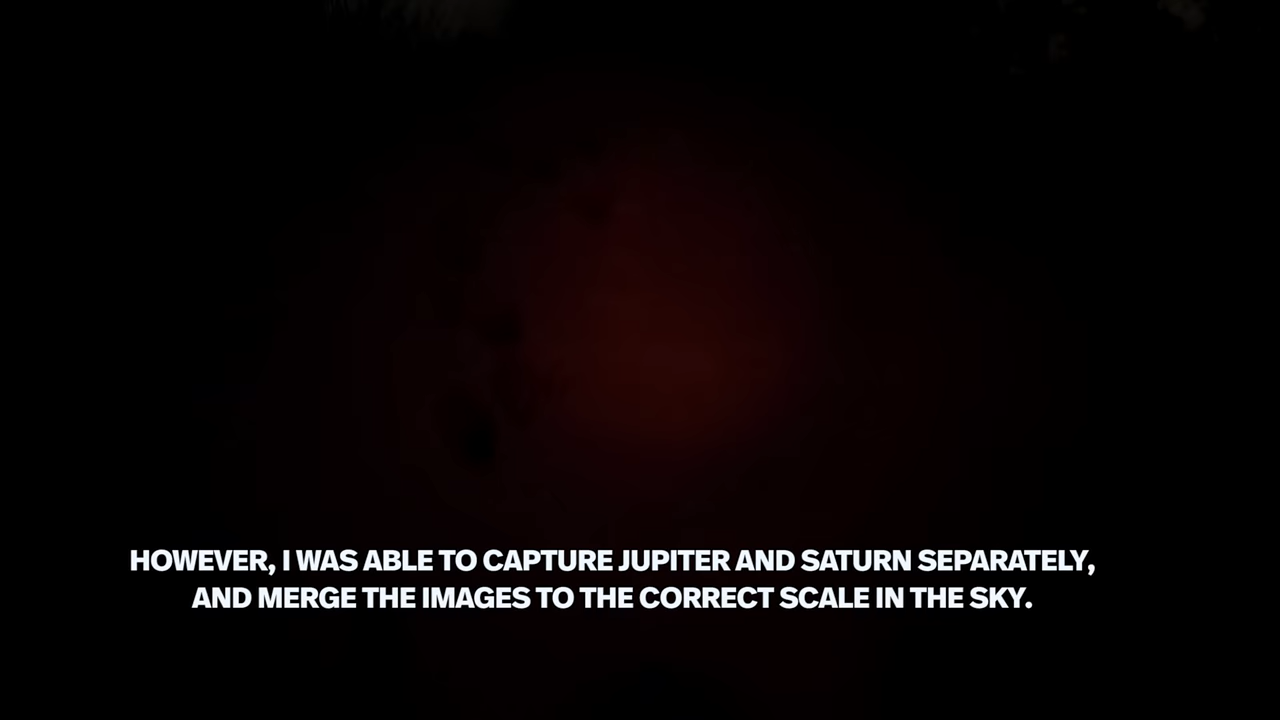 HOWEVER, I WAS ABLE TO CAPTURE JUPITER AND SATURN SEPARATELY,
AND MERGE THE IMAGES TO THE CORRECT SCALE IN THE SKY.